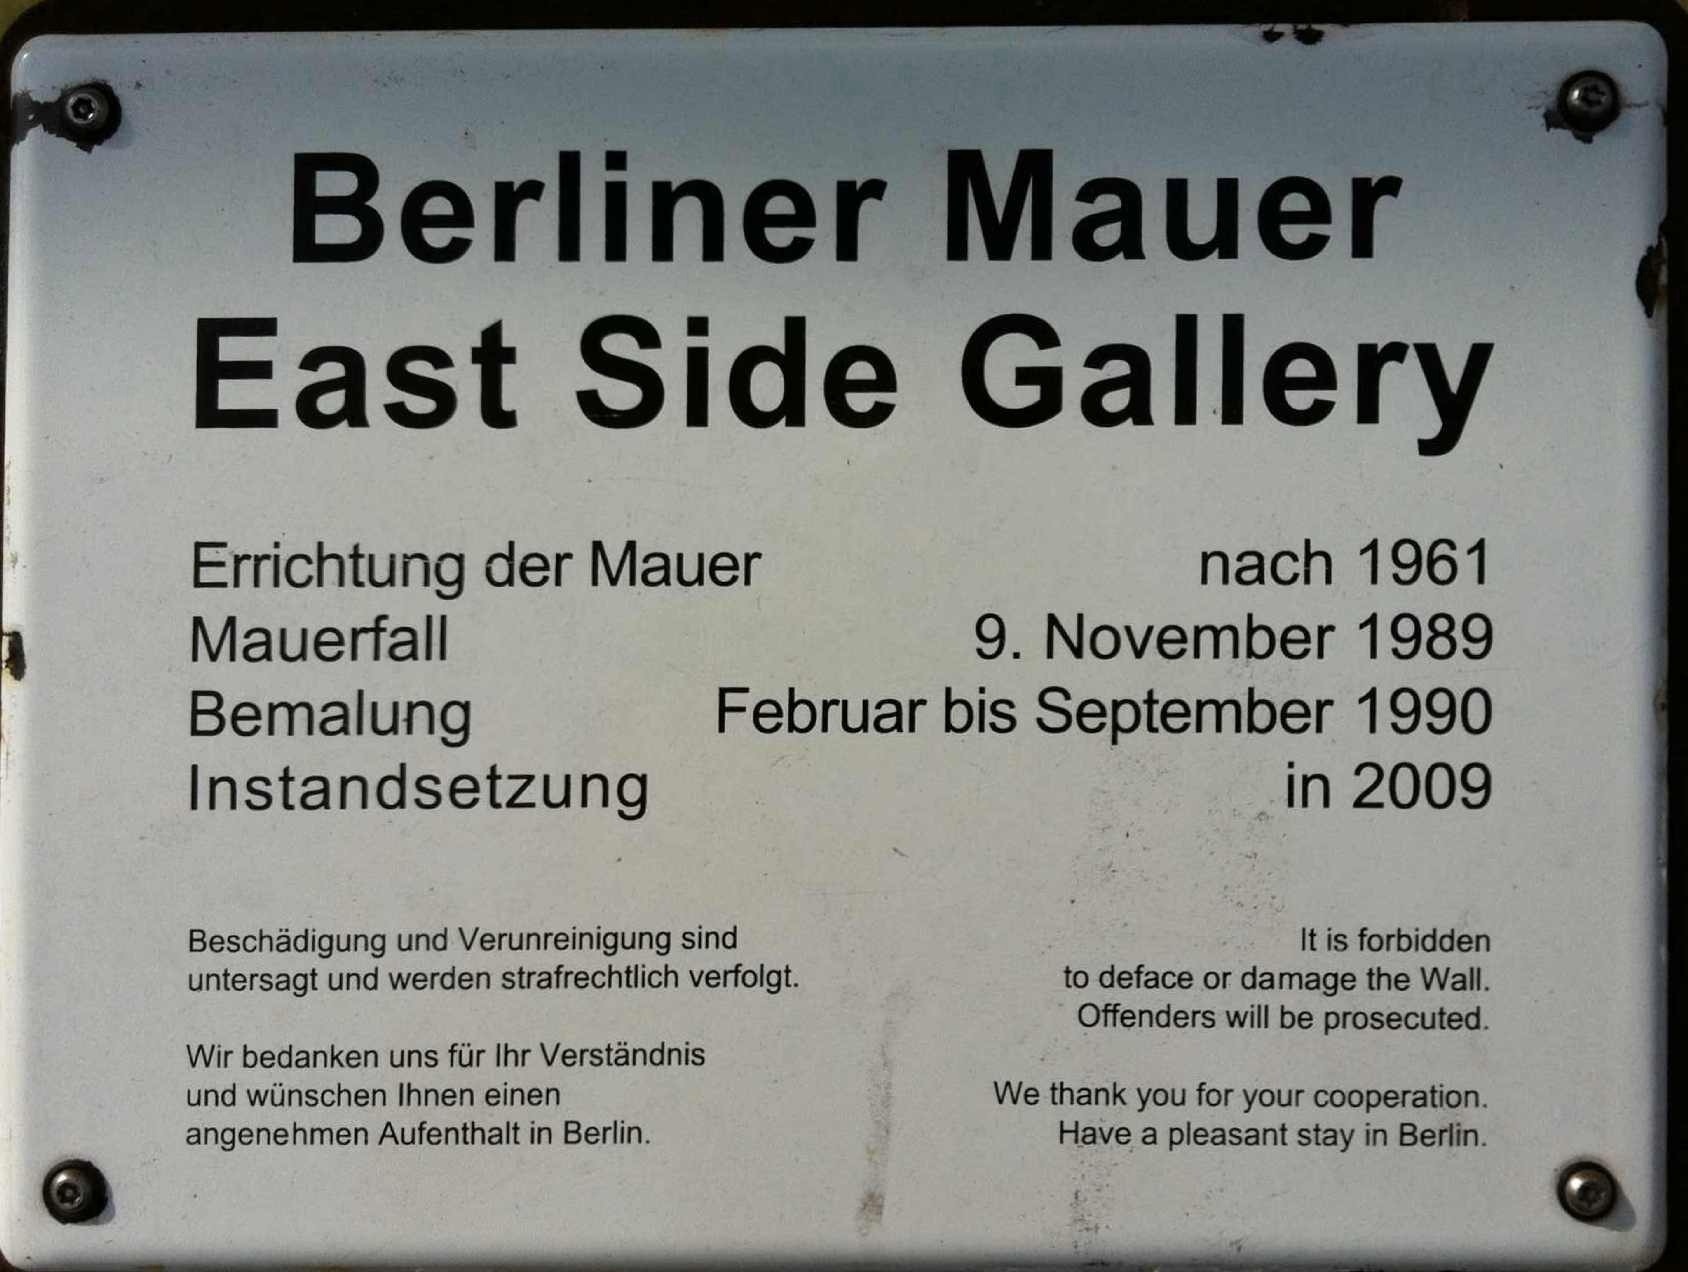 Berliner Mauer
East Side Gallery
Errichtung der Mauer nach 1961
Mauerfall 9. November 1989
Bemalung Februar bis September 1990
Instandsetzung in 2009
Beschädigung und Verunreinigung sind
untersagt und werden strafrechtlich verfolgt.
Wir bedanken uns für Ihr Verständnis
und wünschen Ihnen einen
angenehmen Aufenthalt in Berlin.
It is forbidden
to deface or damage the Wall.
Offenders will be prosecuted.
We thank you for your cooperation.
Have a pleasant stay in Berlin.